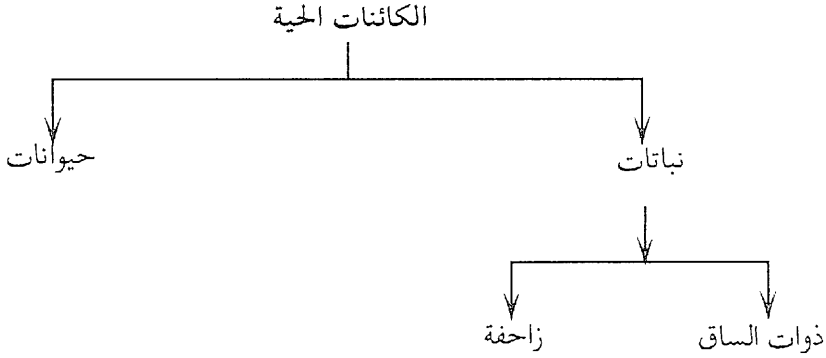 الكائنات الحية
نباتات
حيوانات
ذوات الساق
زاحفة